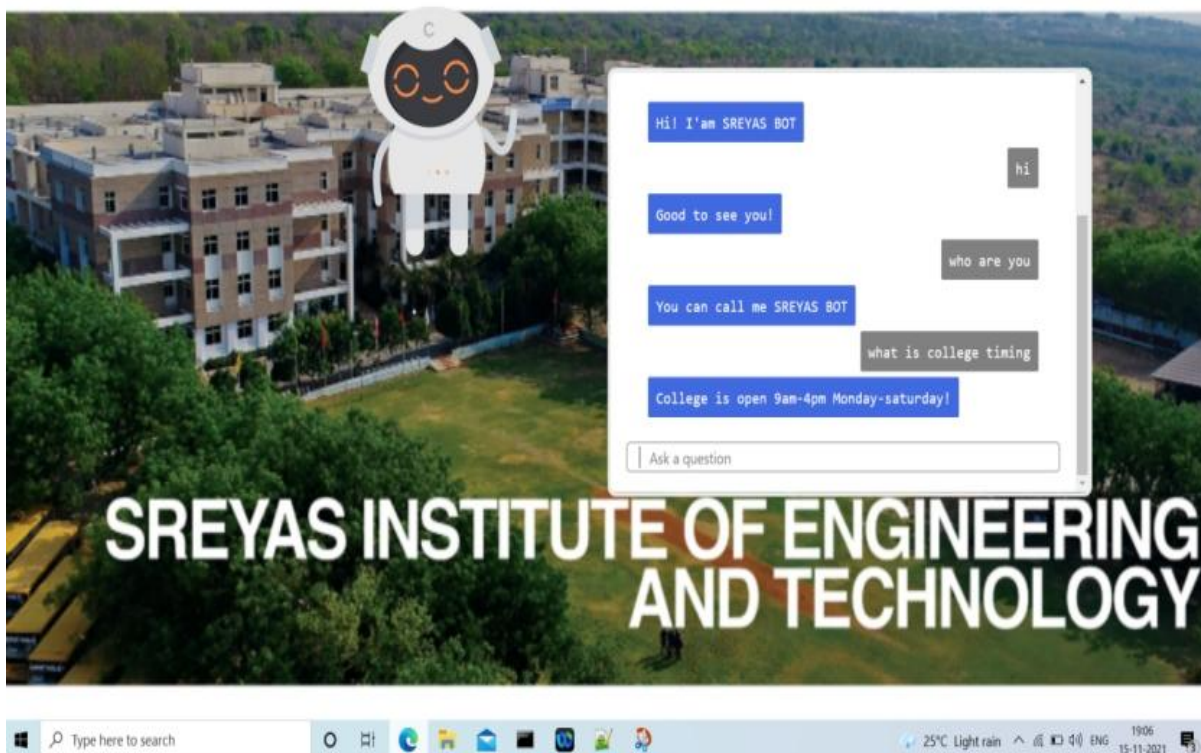 C
Hi! I'am SREYAS BOT
hi
Good to see you!
who are you
You can call me SREYAS BOT
what is college timing
College is open 9am-4pm Monday-saturday!
Ask a question
SREYAS INSTITUTE OF ENGINEERING
AND TECHNOLOGY
Type here to search
25°C Light rain
ENG
19:06
15-11-2021